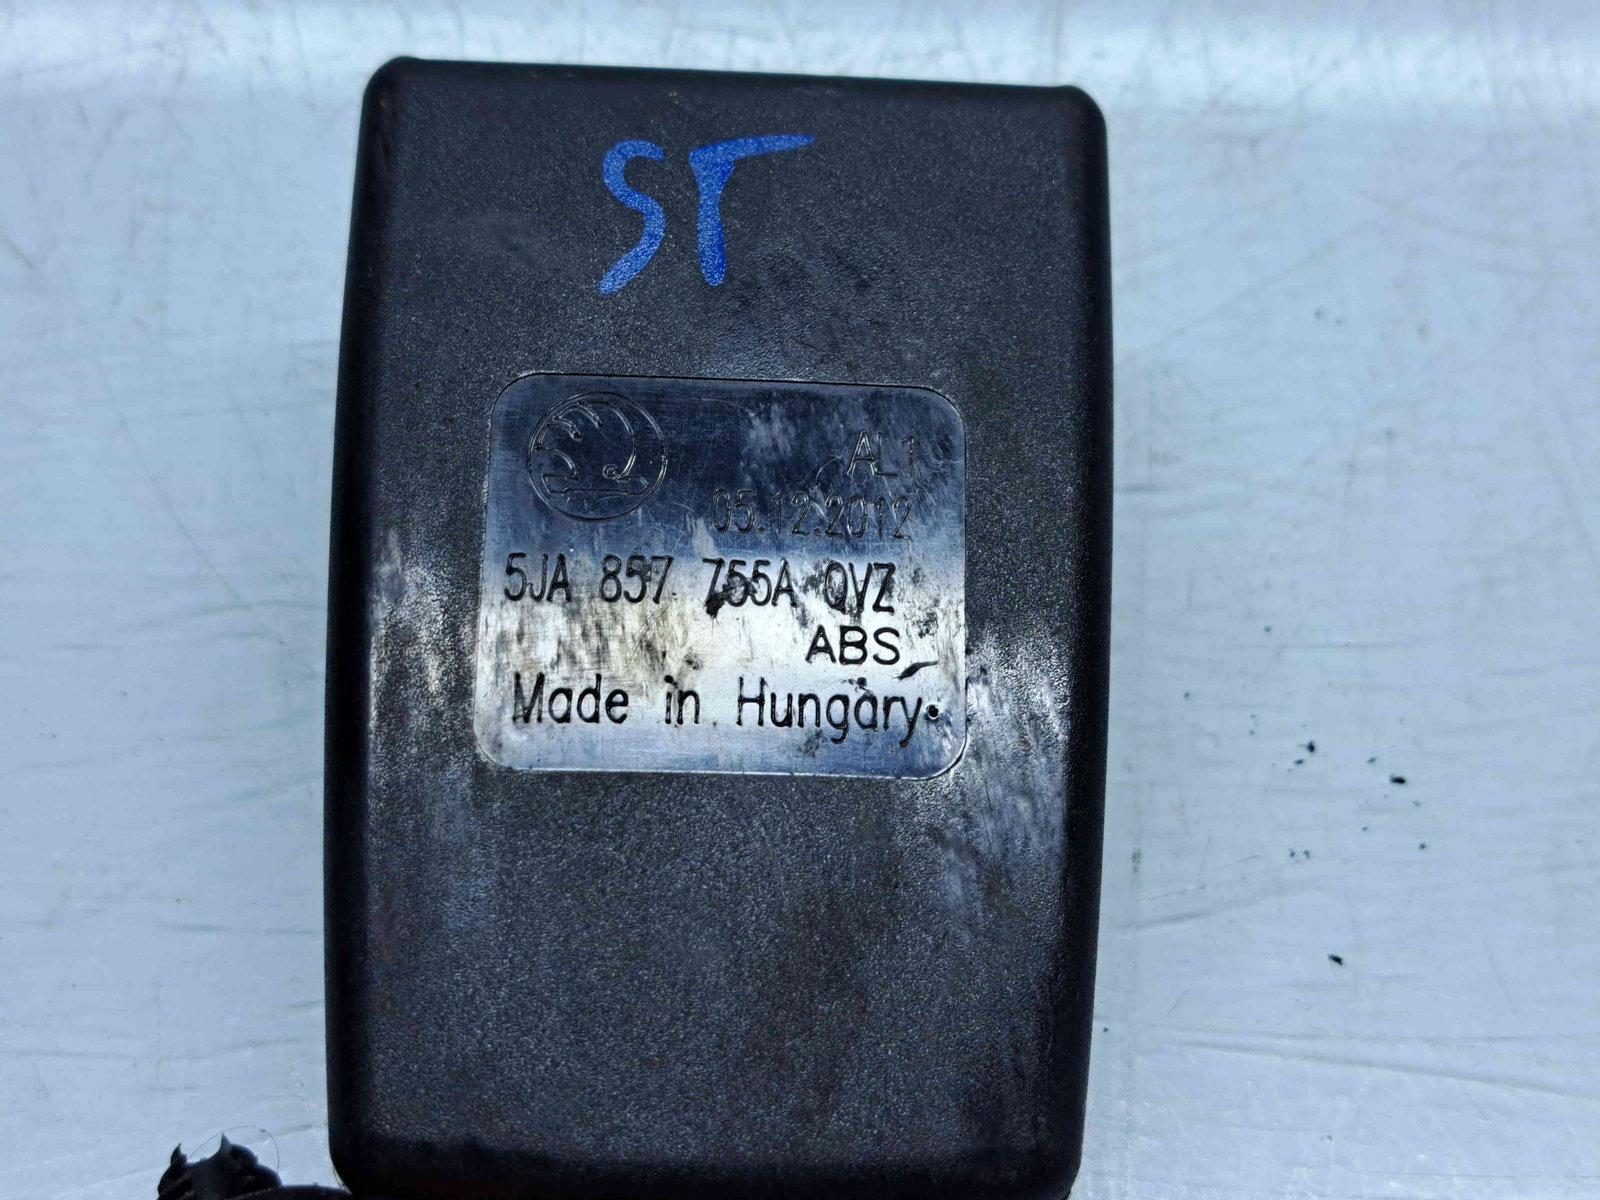 ST
AL1
05.12.2012
5JA 857 755A QVZ
ABS
Made in Hungary